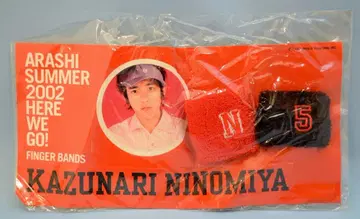 ARASHI
SUMMER
2002
HERE
WE
GO!
FINGER BANDS
N
5
KAZUNARI NINOMIYA